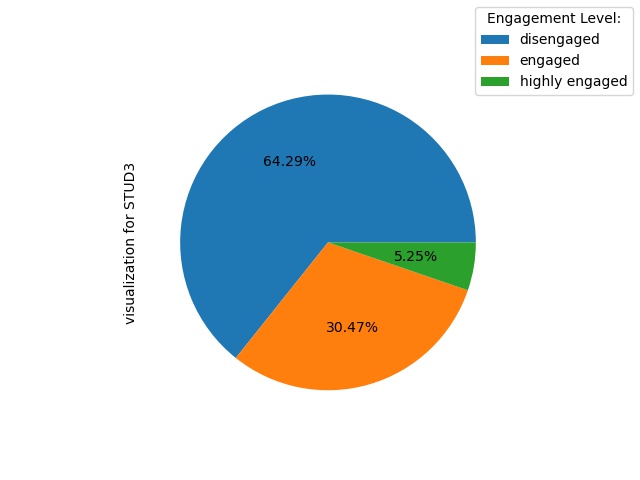 Engagement Level:
disengaged
engaged
highly engaged
64.29%
5.25%
30.47%
visualization for STUD3